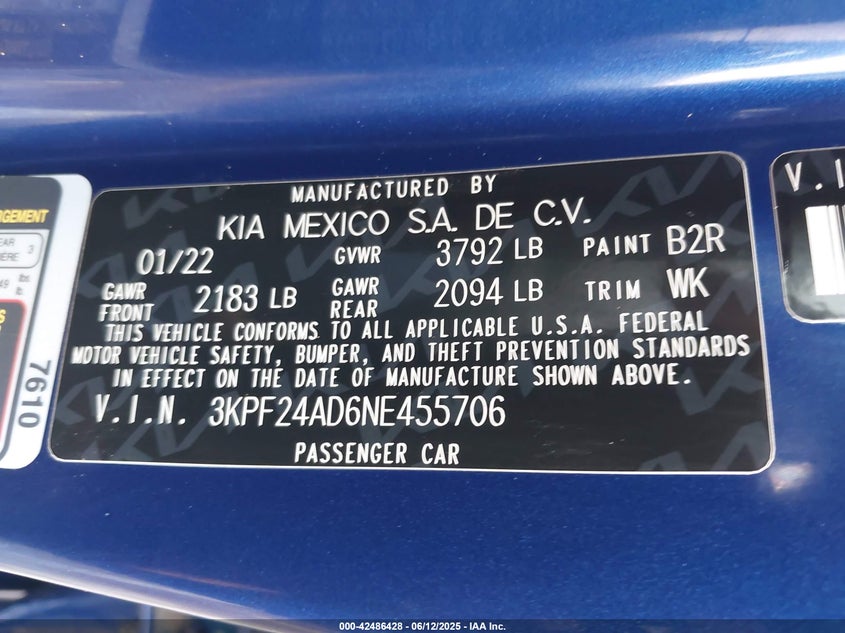 MANUFACTURED BY
KIA MEXICO S.A. DE C.V.
01/22 GVWR 3792 LB PAINT B2R
GAWR FRONT 2183 LB GAWR REAR 2094 LB TRIM WK
THIS VEHICLE CONFORMS TO ALL APPLICABLE U.S.A. FEDERAL
MOTOR VEHICLE SAFETY, BUMPER, AND THEFT PREVENTION STANDARDS
IN EFFECT ON THE DATE OF MANUFACTURE SHOWN ABOVE.
V.I.N. 3KPF24AD6NE455706
PASSENGER CAR
7610
V.I
000-42486428 - 06/12/2025 - IAA Inc.